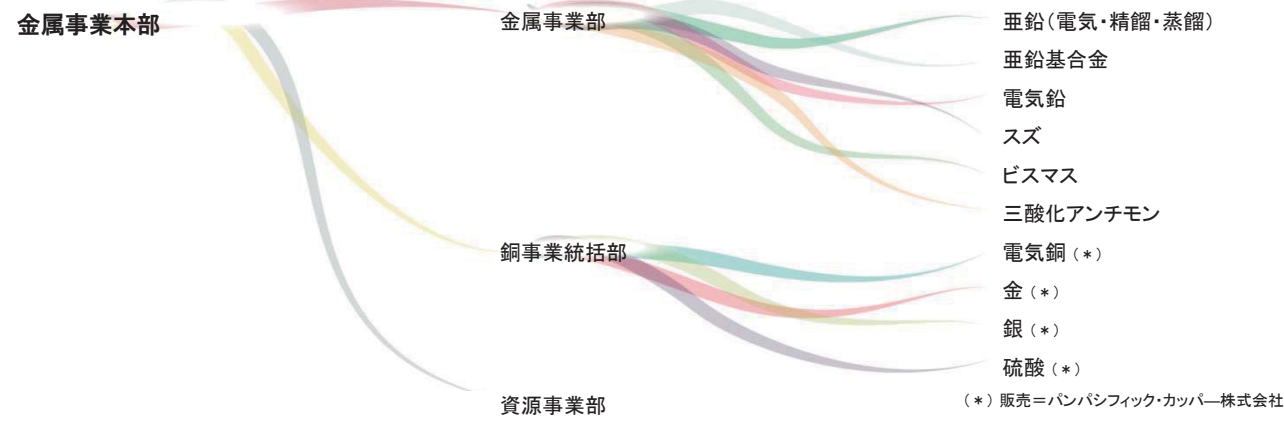 金属事業本部
金属事業部
亜鉛（電気・精錙・蒸錙）
亜鉛基合金
電気鉛
スズ
ビスマス
三酸化アンチモン
銅事業統括部
電気銅（＊）
金（＊）
銀（＊）
硫酸（＊）
資源事業部
（＊）販売＝パンパシフィック・カッパ―株式会社